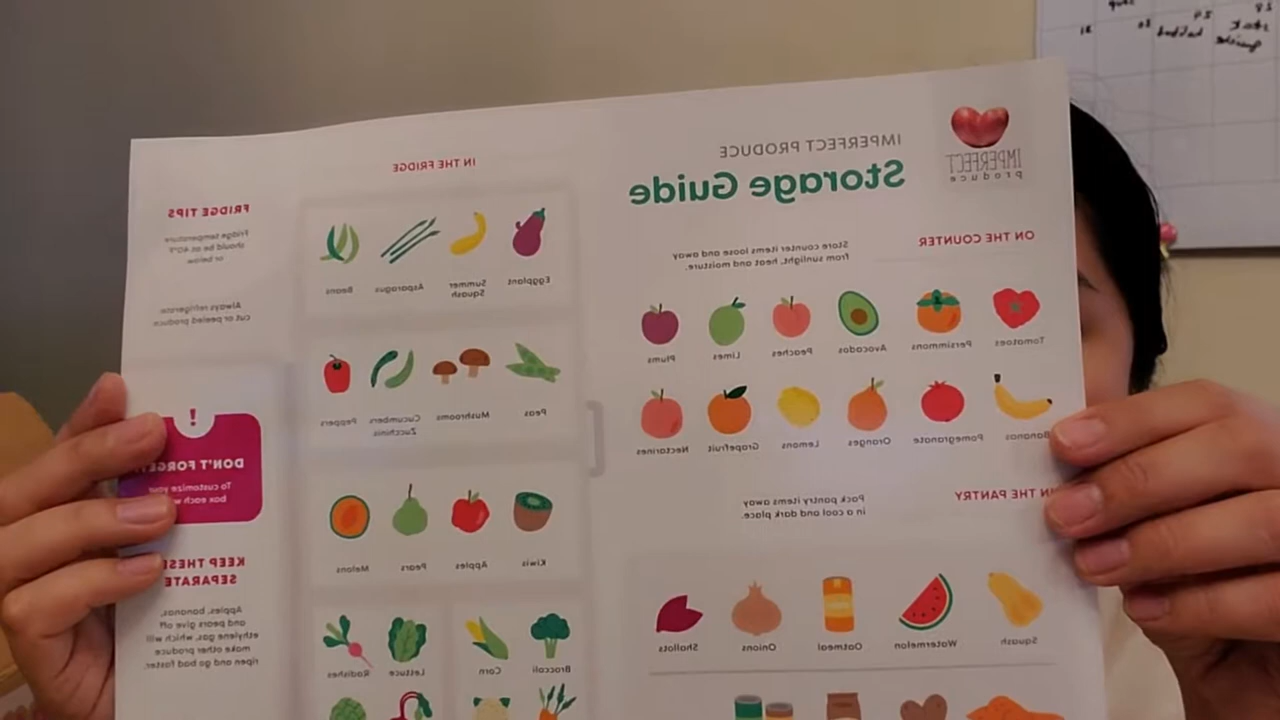 IMPERFECT
produce
IMPERFECT PRODUCE
Storage Guide
ON THE COUNTER
Store counter items loose and away
from sunlight, heat and moisture.
Tomatoes
Persimmons
Avocados
Peaches
Limes
Plums
Bananas
Pomegranate
Oranges
Lemons
Grapefruit
Nectarines
IN THE PANTRY
Pack pantry items away
in a cool and dark place.
Squash
Watermelon
Oatmeal
Onions
Shallots
IN THE FRIDGE
Eggplant
Summer
Squash
Asparagus
Beans
Peas
Mushrooms
Cucumbers
Zucchinis
Peppers
Kiwis
Apples
Pears
Melons
Broccoli
Corn
Lettuce
Radishes
FRIDGE TIPS
Fridge temperature
should be at 40°F
or below
Always refrigerate
cut or peeled produce
!
DON'T FORGET
To customize your
box each
KEEP THESE
SEPARATE
Apples, bananas,
and pears give off
ethylene gas, which will
make other produce
ripen and go bad faster.